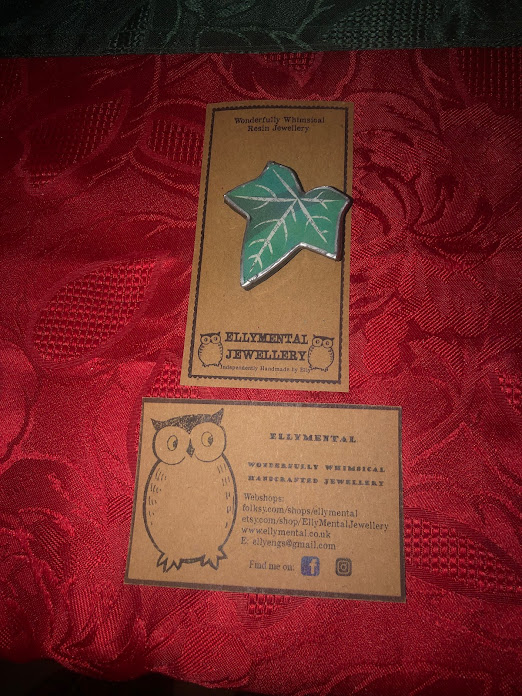 Wonderfully Whimsical
Resin Jewellery
ELLYMENTAL
JEWELLERY
Independently Handmade by Elly
ELLYMENTAL
WONDERFULLY WHIMSICAL
HANDCRAFTED JEWELLERY
Webshops:
folksy.com/shops/ellymental
etsy.com/shop/EllyMentalJewellery
www.ellymental.co.uk
E: ellyengs@gmail.com
Find me on: